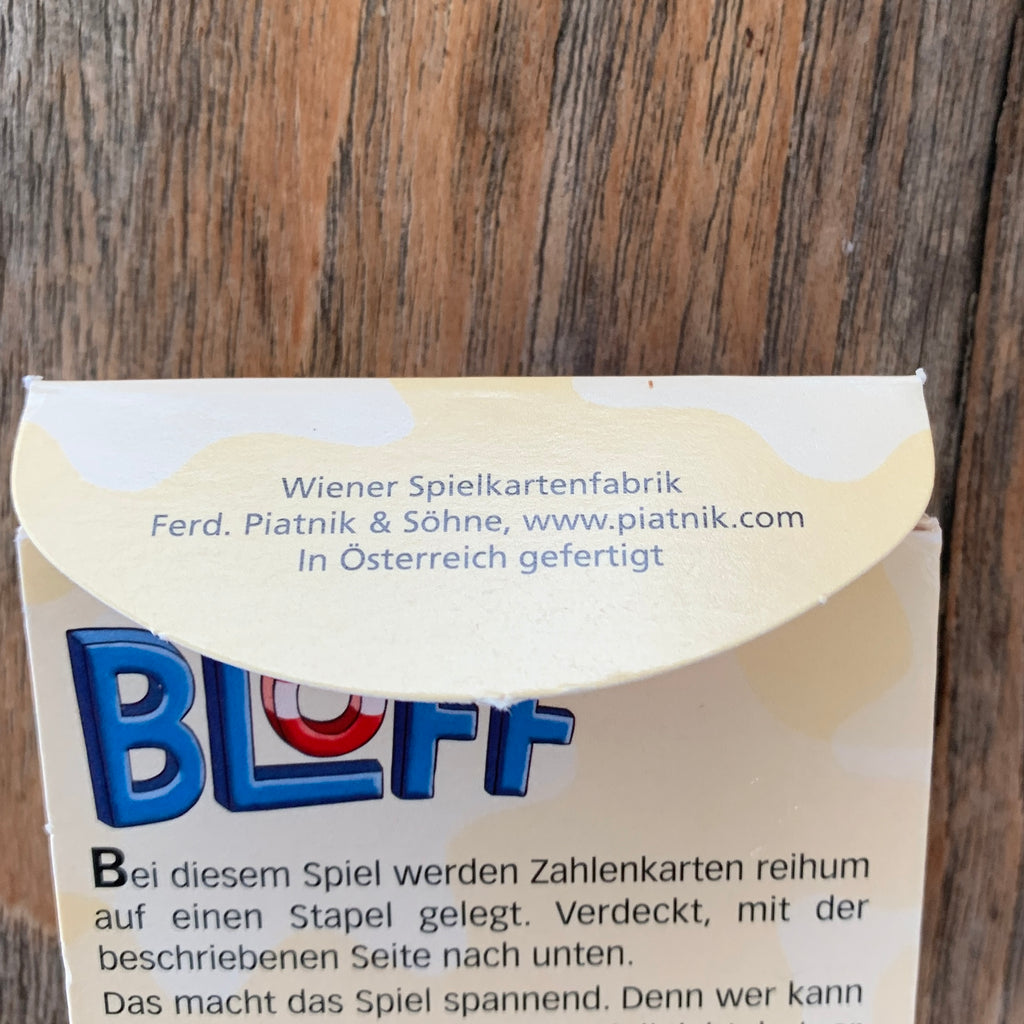 Wiener Spielkartenfabrik
Ferd. Piatnik & Söhne, www.piatnik.com
In Österreich gefertigt
BLUFF
Bei diesem Spiel werden Zahlenkarten reihum
auf einen Stapel gelegt. Verdeckt, mit der
beschriebenen Seite nach unten.
Das macht das Spiel spannend. Denn wer kann